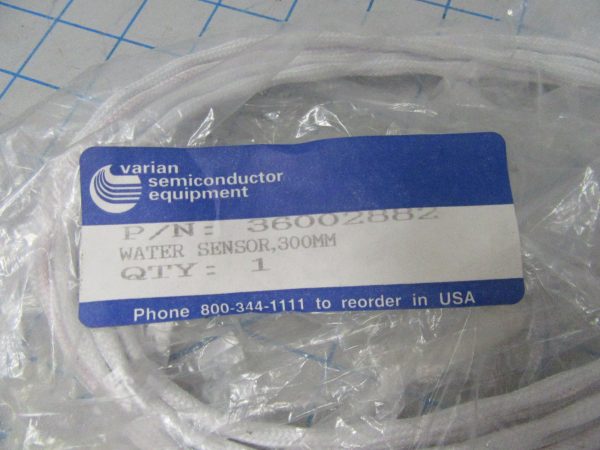 varian
semiconductor
equipment
P/N: 36002882
WATER SENSOR,300MM
QTY: 1
Phone 800-344-1111 to reorder in USA